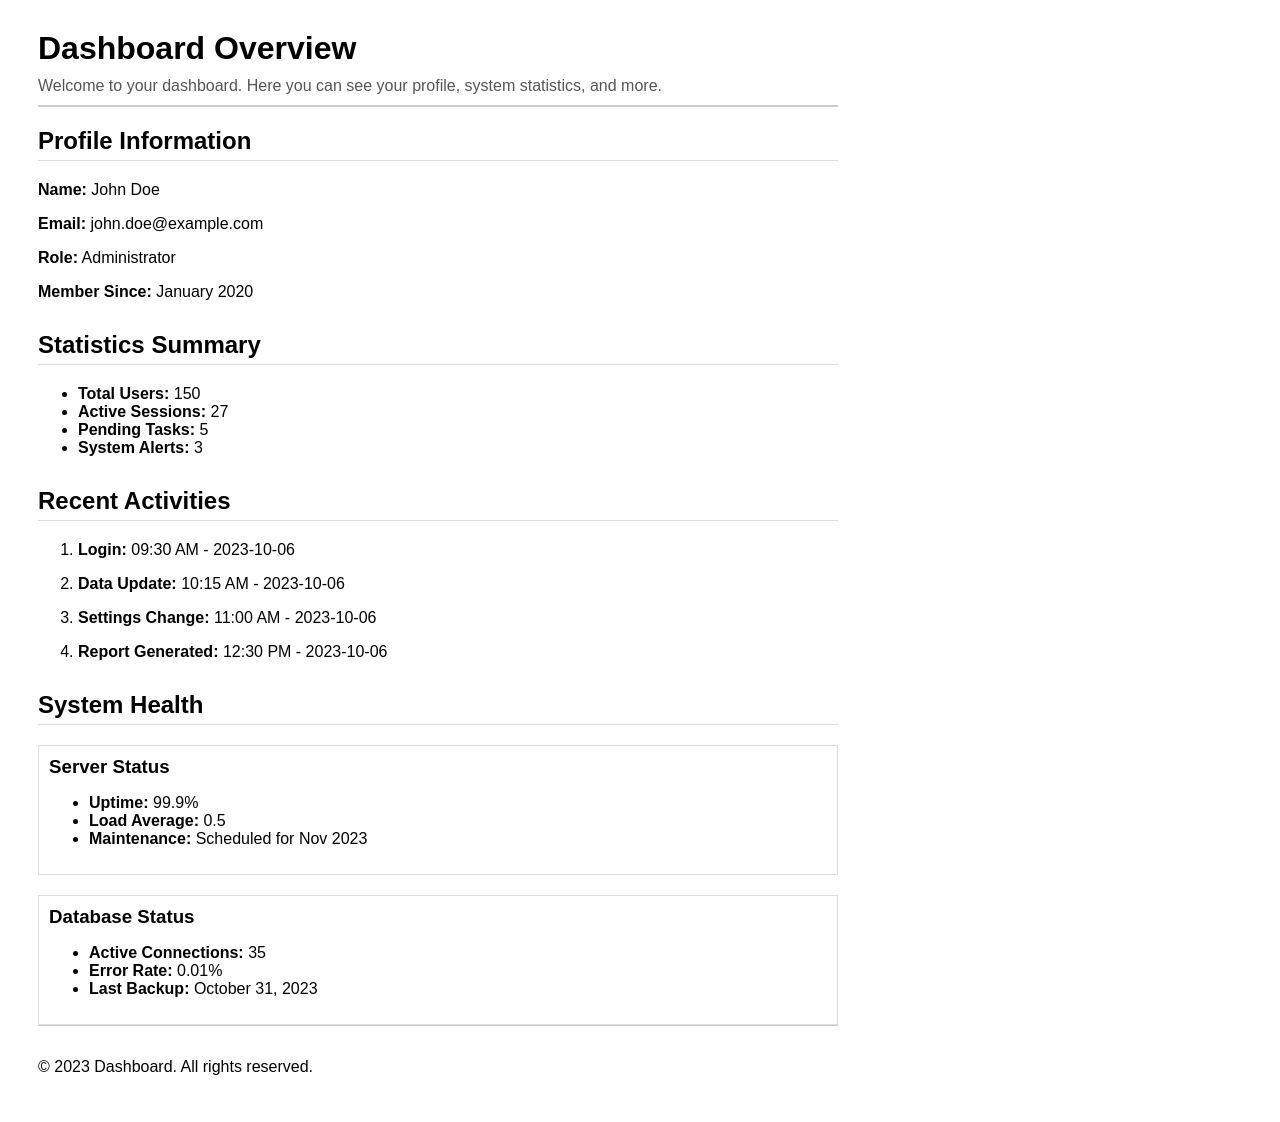 Dashboard Overview
Welcome to your dashboard. Here you can see your profile, system statistics, and more.
Profile Information
Name: John Doe
Email: john.doe@example.com
Role: Administrator
Member Since: January 2020
Statistics Summary
• Total Users: 150
• Active Sessions: 27
• Pending Tasks: 5
• System Alerts: 3
Recent Activities
1. Login: 09:30 AM - 2023-10-06
2. Data Update: 10:15 AM - 2023-10-06
3. Settings Change: 11:00 AM - 2023-10-06
4. Report Generated: 12:30 PM - 2023-10-06
System Health
Server Status
• Uptime: 99.9%
• Load Average: 0.5
• Maintenance: Scheduled for Nov 2023
Database Status
• Active Connections: 35
• Error Rate: 0.01%
• Last Backup: October 31, 2023
© 2023 Dashboard. All rights reserved.